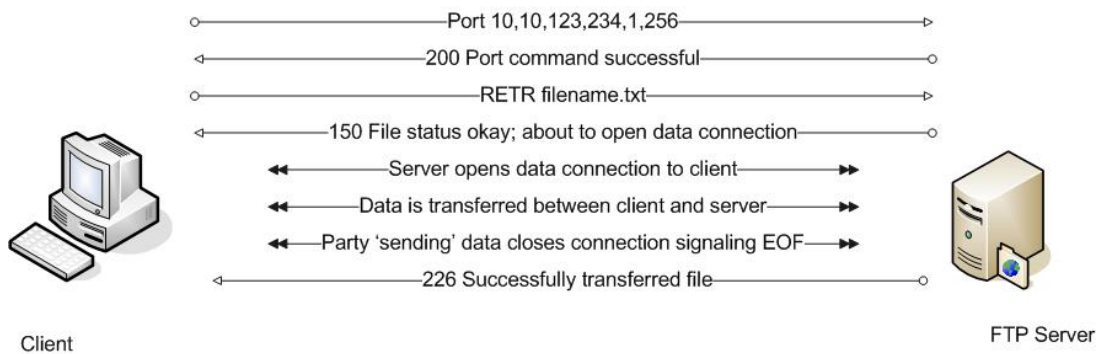 Port 10,10,123,234,1,256
200 Port command successful
RETR filename.txt
150 File status okay; about to open data connection
Server opens data connection to client
Data is transferred between client and server
Party ‘sending’ data closes connection signaling EOF
226 Successfully transferred file
Client
FTP Server